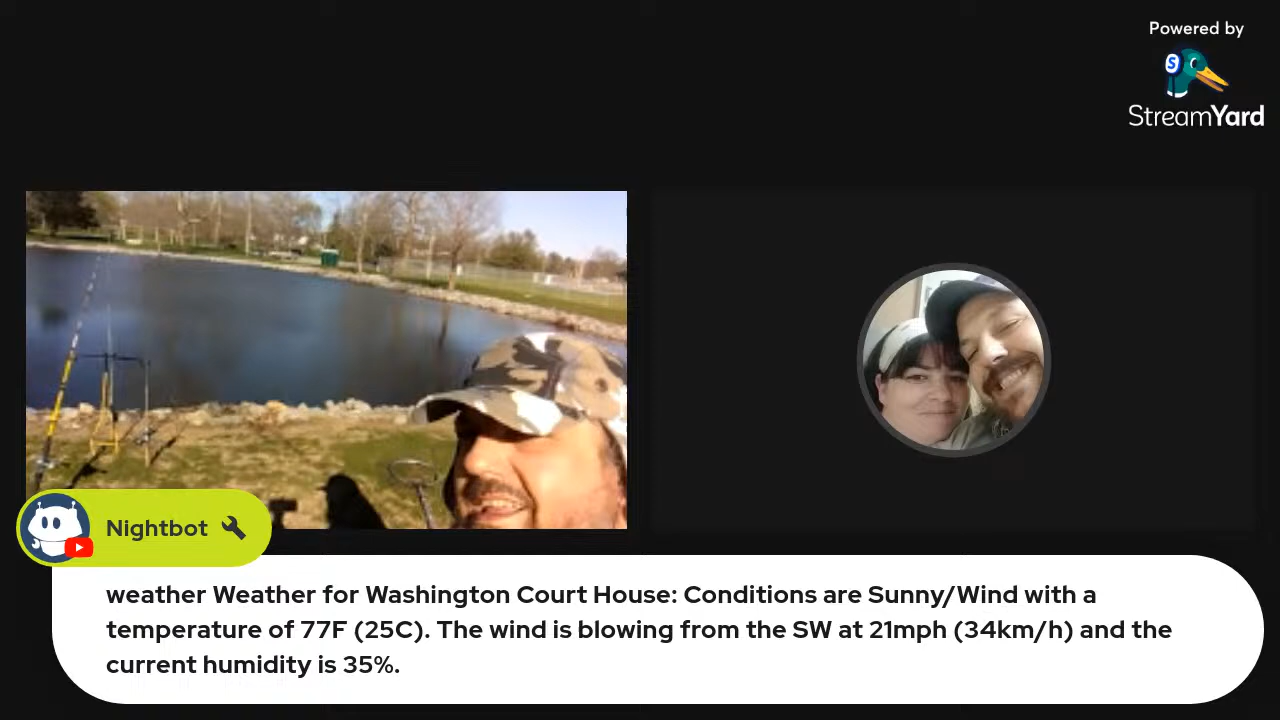 Powered by
S
StreamYard
Nightbot
weather Weather for Washington Court House: Conditions are Sunny/Wind with a
temperature of 77F (25C). The wind is blowing from the SW at 21mph (34km/h) and the
current humidity is 35%.